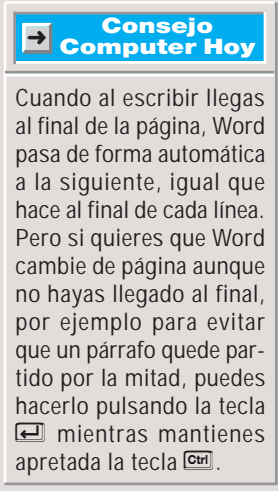 Consejo
Computer Hoy
Cuando al escribir llegas
al final de la página, Word
pasa de forma automática
a la siguiente, igual que
hace al final de cada línea.
Pero si quieres que Word
cambie de página aunque
no hayas llegado al final,
por ejemplo para evitar
que un párrafo quede par-
tido por la mitad, puedes
hacerlo pulsando la tecla
↵ mientras mantienes
apretada la tecla Ctrl.